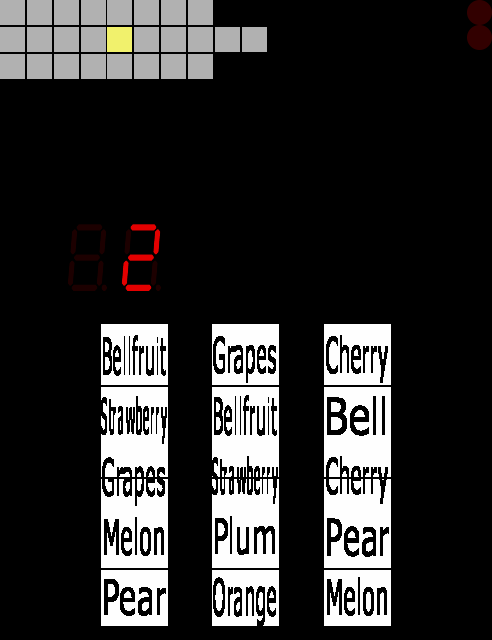 2
Bellfruit Grapes Cherry
Strawberry Bellfruit Bell
Grapes Strawberry Cherry
Melon Plum Pear
Pear Orange Melon